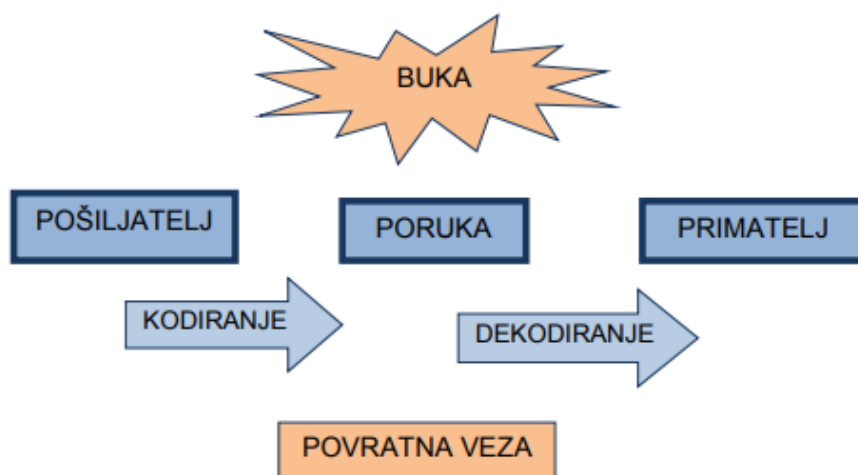 BUKA
POŠILJATELJ
PORUKA
PRIMATELJ
KODIRANJE
DEKODIRANJE
POVRATNA VEZA